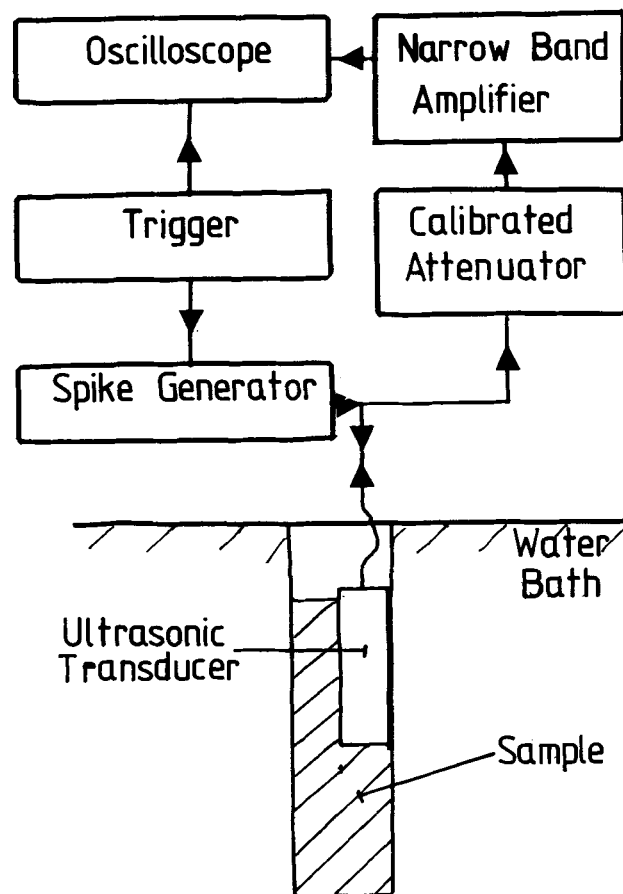 Oscilloscope
Narrow Band
Amplifier
Trigger
Calibrated
Attenuator
Spike Generator
Water
Bath
Ultrasonic
Transducer
Sample